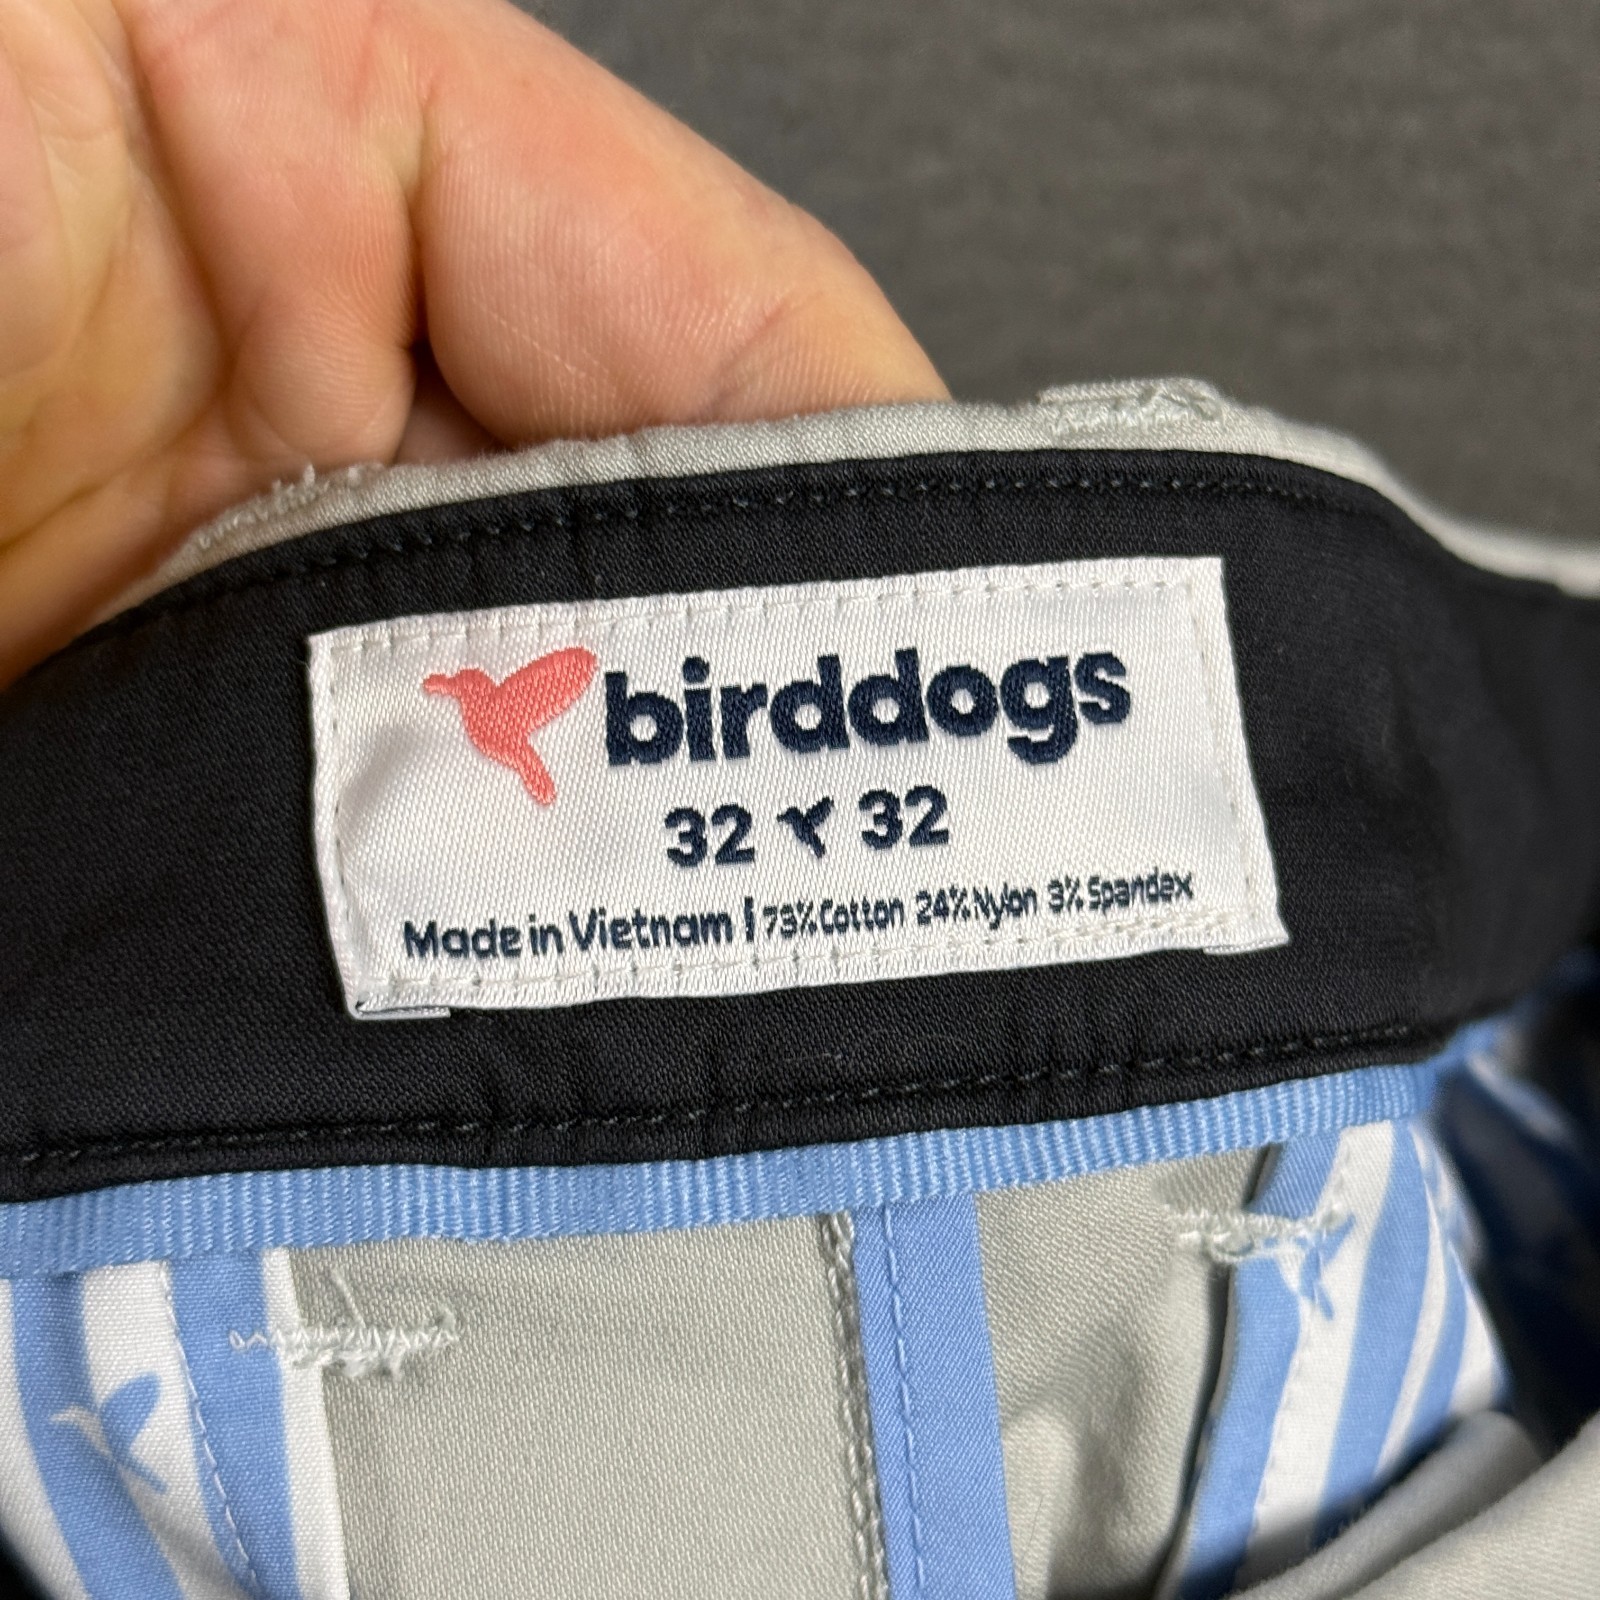 birddogs
32 32
Made in Vietnam | 73% Cotton 24% Nylon 3% Spandex